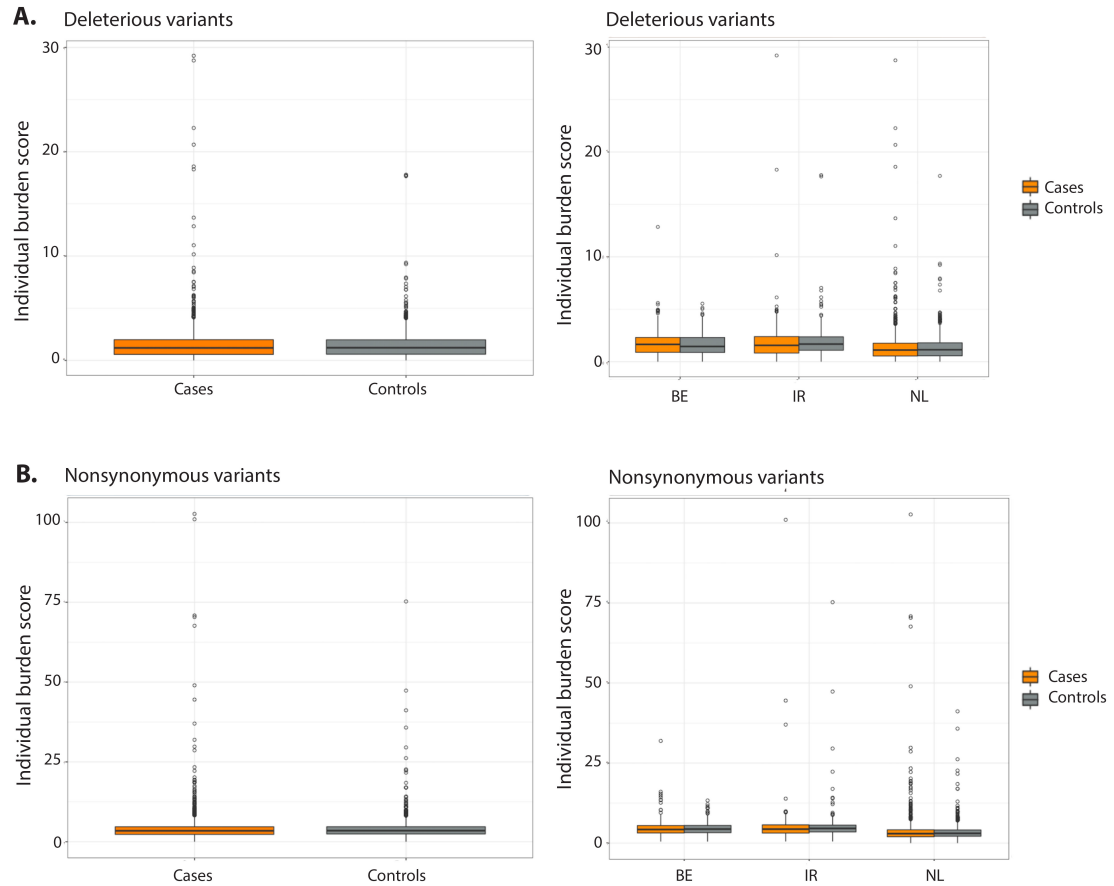 A. Deleterious variants
Individual burden score
30
20
10
0
Cases
Controls
Deleterious variants
Individual burden score
30
20
10
0
BE
IR
NL
Cases
Controls
B. Nonsynonymous variants
Individual burden score
100
75
50
25
0
Cases
Controls
Nonsynonymous variants
Individual burden score
100
75
50
25
0
BE
IR
NL
Cases
Controls